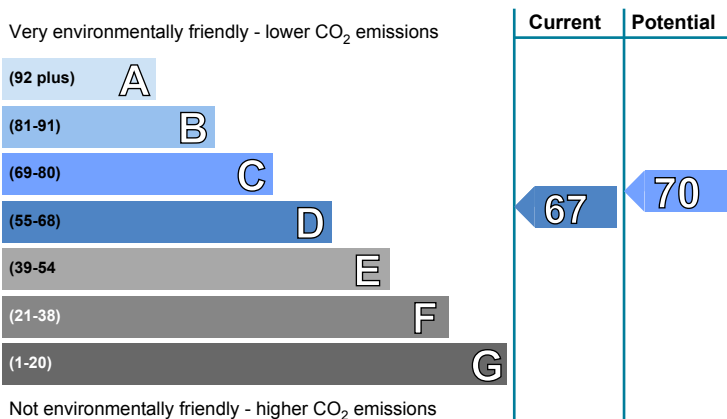 Current Potential
Very environmentally friendly - lower CO2 emissions
(92 plus) A
(81-91) B
(69-80) C
70
(55-68) D
67
(39-54 E
(21-38) F
(1-20) G
Not environmentally friendly - higher CO2 emissions